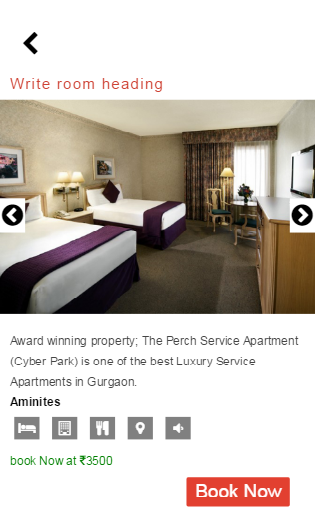 Write room heading
Award winning property; The Perch Service Apartment
(Cyber Park) is one of the best Luxury Service
Apartments in Gurgaon.
Aminites
book Now at ₹3500
Book Now